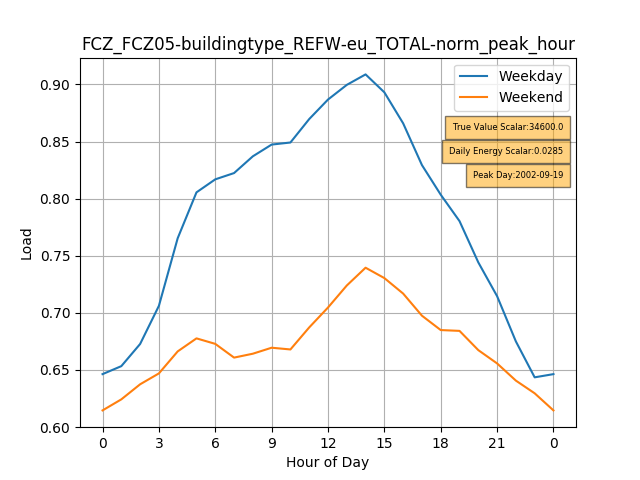 FCZ_FCZ05-buildingtype_REFW-eu_TOTAL-norm_peak_hour
Weekday
Weekend
True Value Scalar:34600.0
Daily Energy Scalar:0.0285
Peak Day:2002-09-19
Load
0.90
0.85
0.80
0.75
0.70
0.65
0.60
0 3 6 9 12 15 18 21 0
Hour of Day